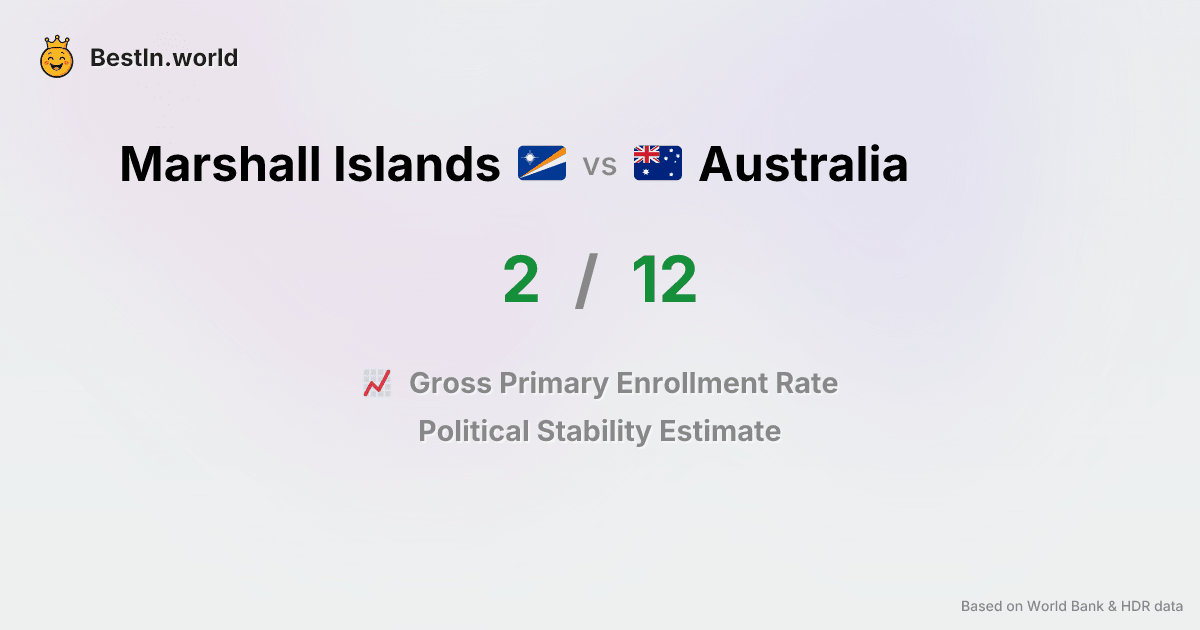 BestIn.world
Marshall Islands vs Australia
2 / 12
Gross Primary Enrollment Rate
Political Stability Estimate
Based on World Bank & HDR data